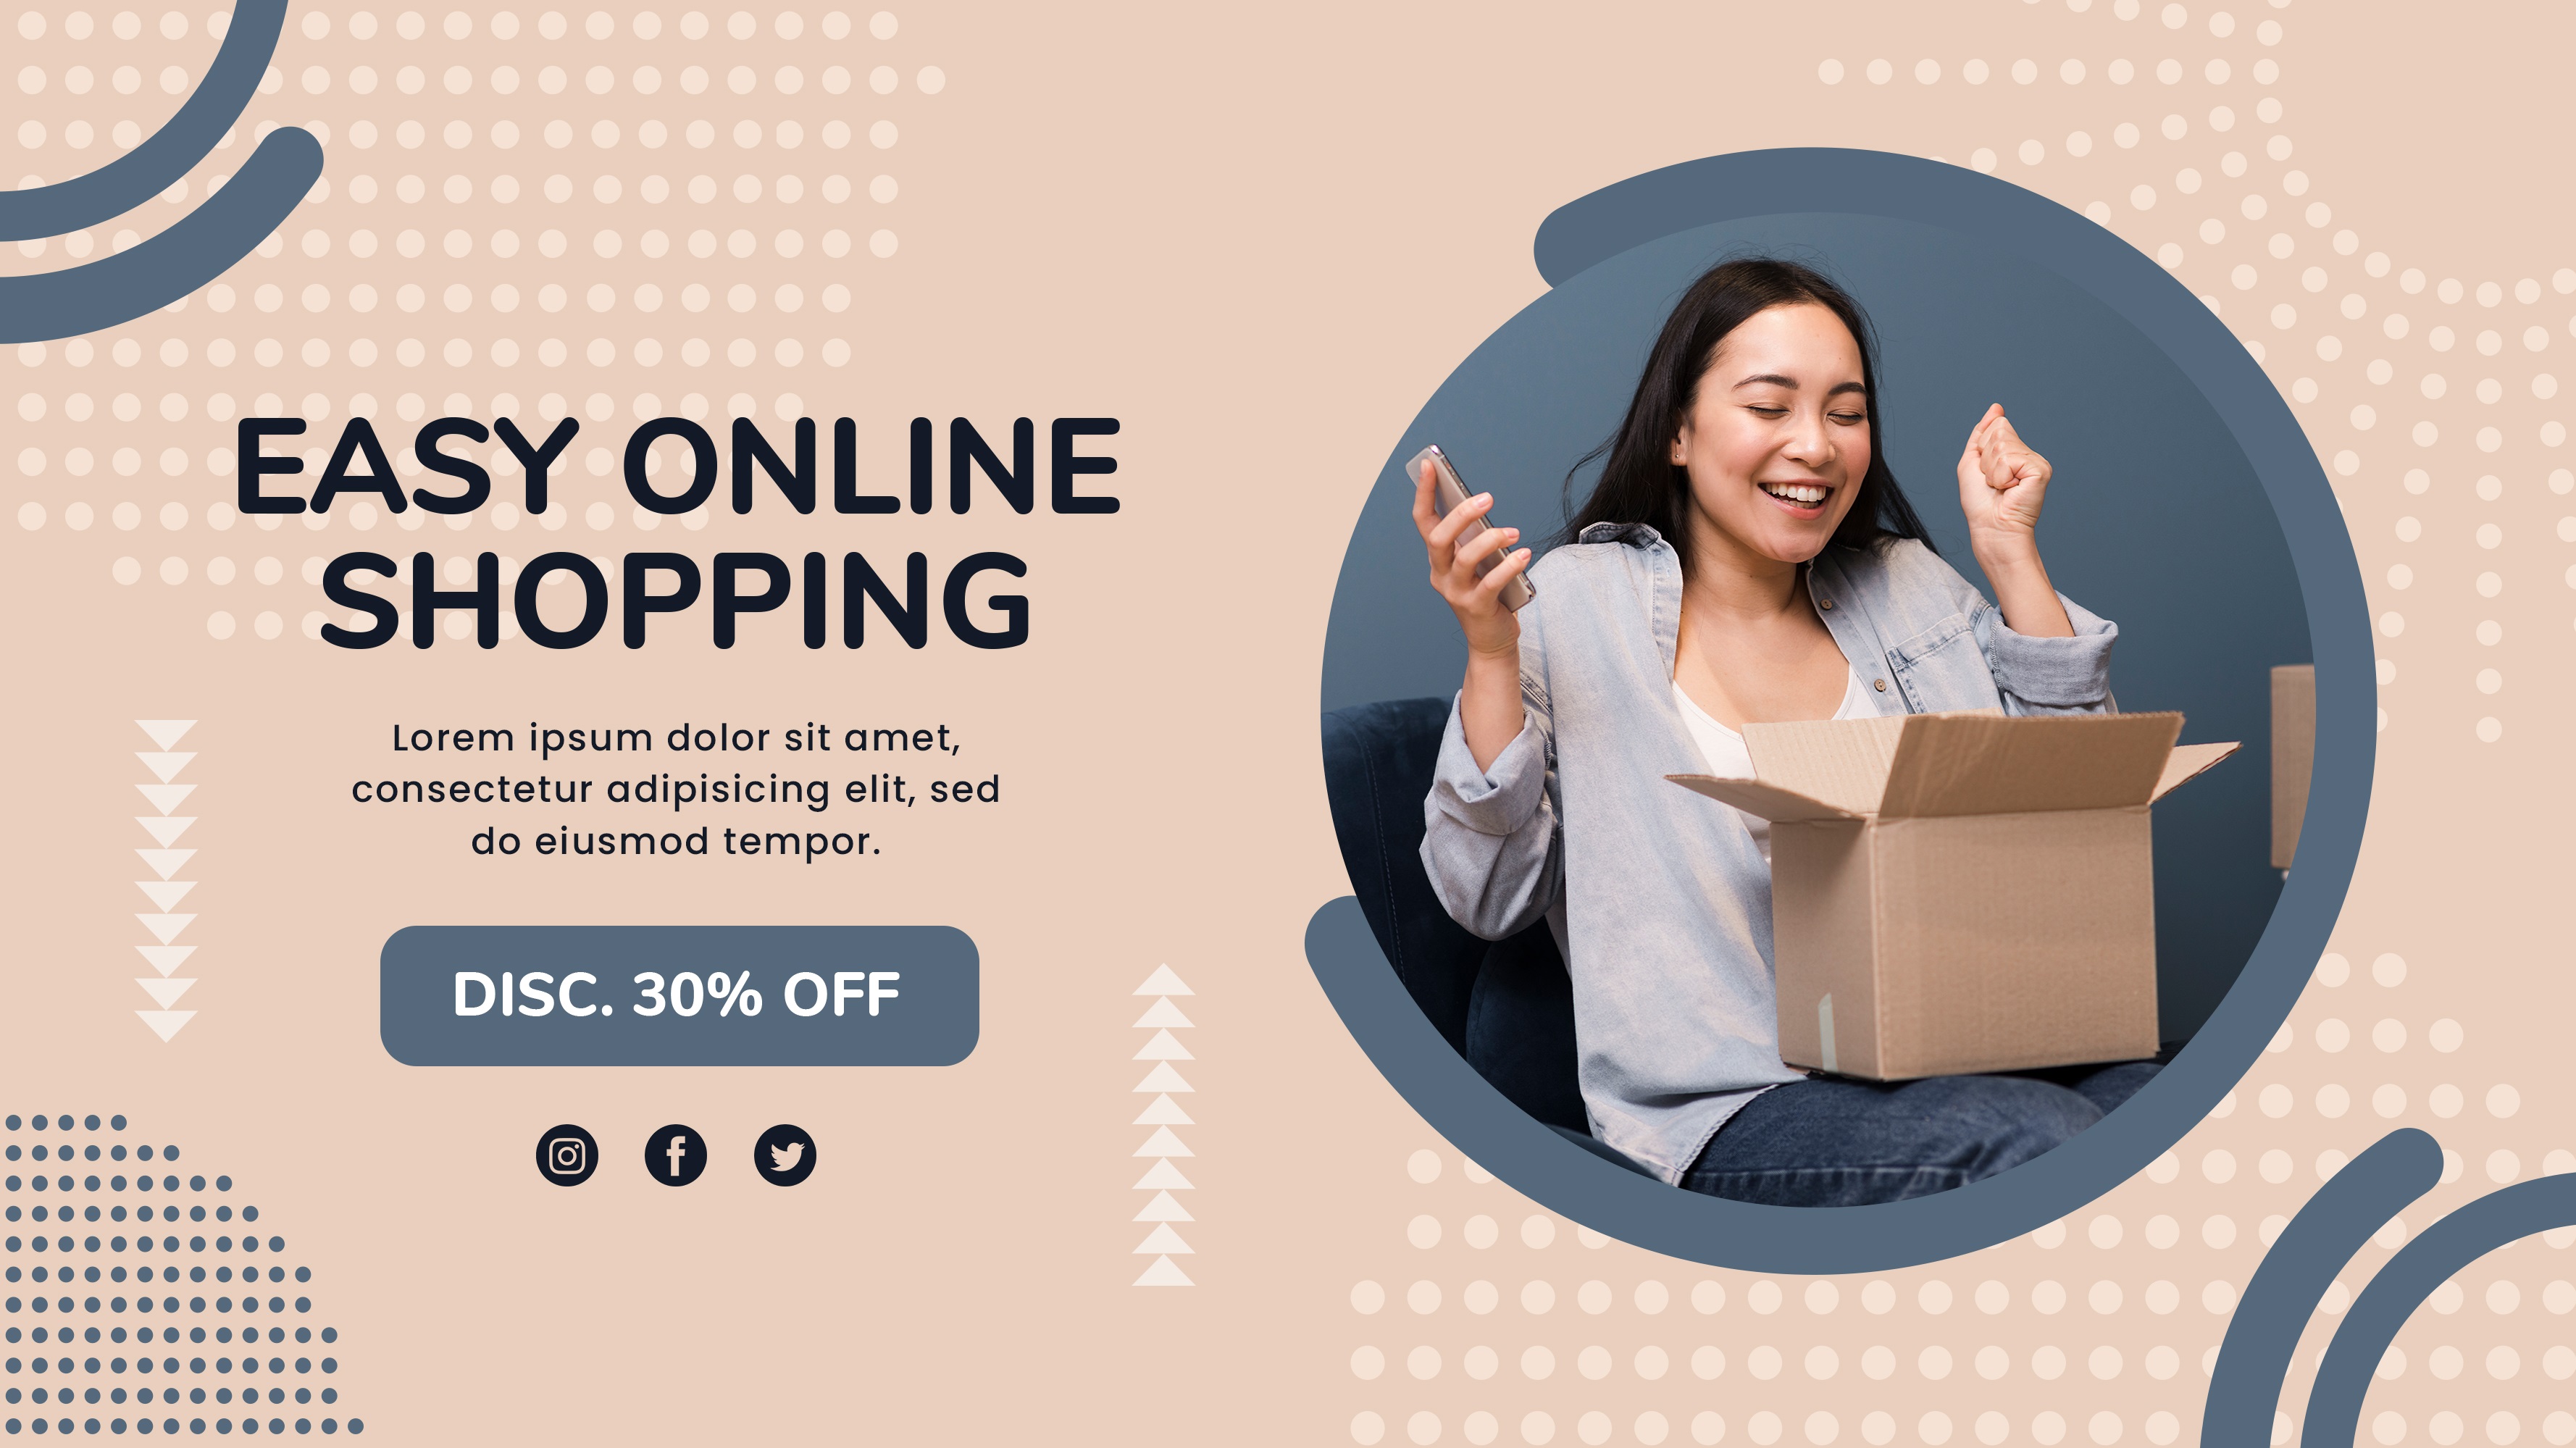 EASY ONLINE
SHOPPING
Lorem ipsum dolor sit amet,
consectetur adipisicing elit, sed
do eiusmod tempor.
DISC. 30% OFF